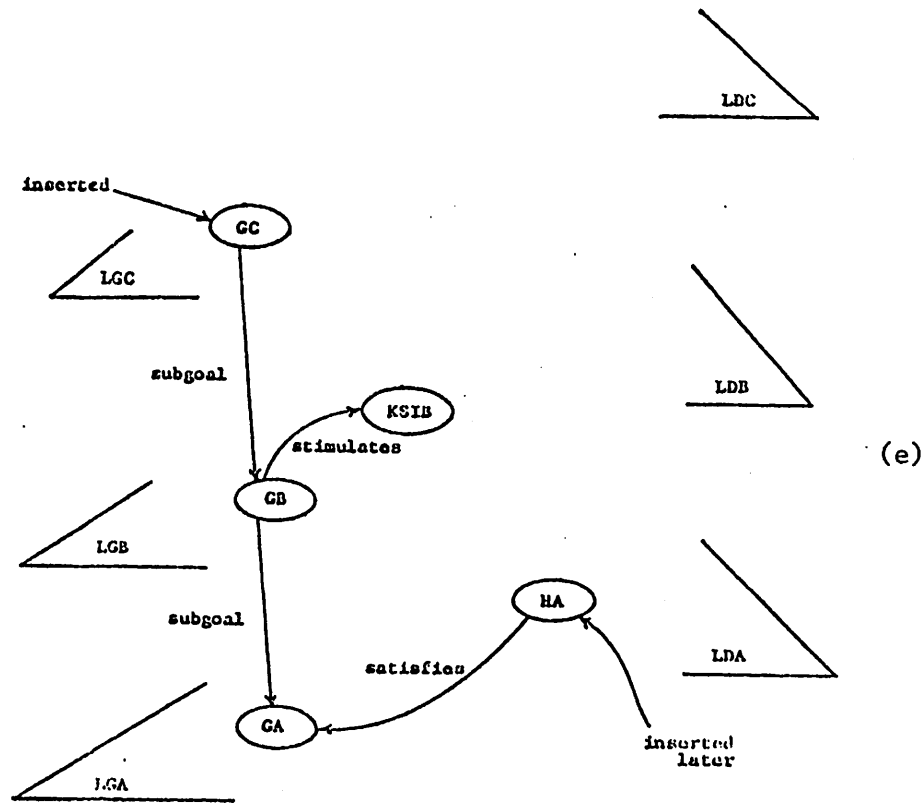 LDC
inserted
GC
LGC
subgoal
LDB
KSIB
stimulates
(e)
GB
LGB
HA
subgoal
LDA
satisfies
GA
inserted
later
LGA